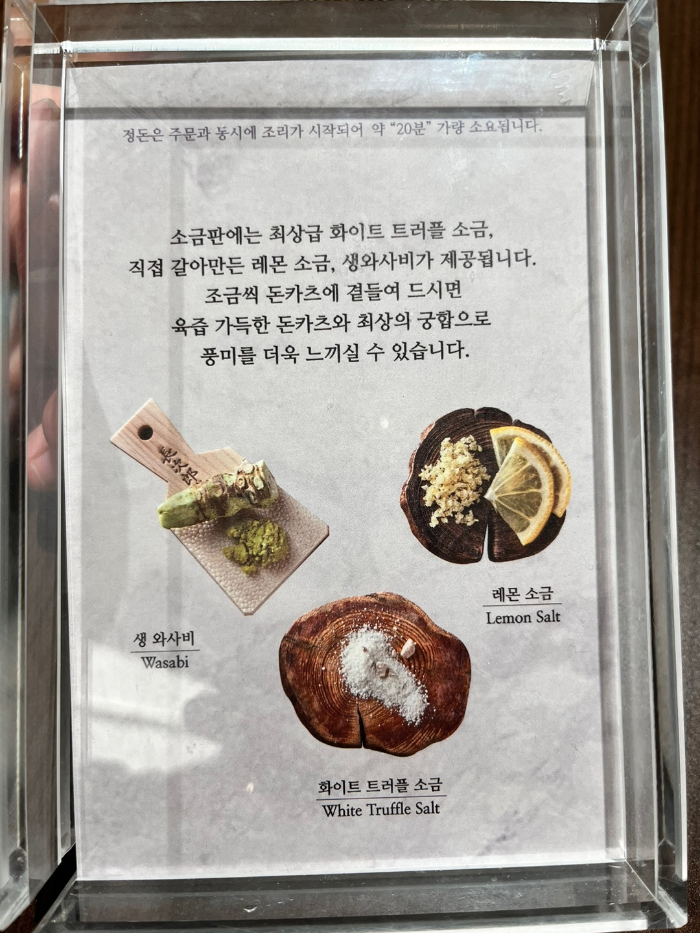 정돈은 주문과 동시에 조리가 시작되어 약 “20분” 가량 소요됩니다.
소금판에는 최상급 화이트 트러플 소금,
직접 갈아만든 레몬 소금, 생와사비가 제공됩니다.
조금씩 돈카츠에 곁들여 드시면
육즙 가득한 돈카츠와 최상의 궁합으로
풍미를 더욱 느끼실 수 있습니다.
長次郎
레몬 소금
Lemon Salt
생 와사비
Wasabi
화이트 트러플 소금
White Truffle Salt